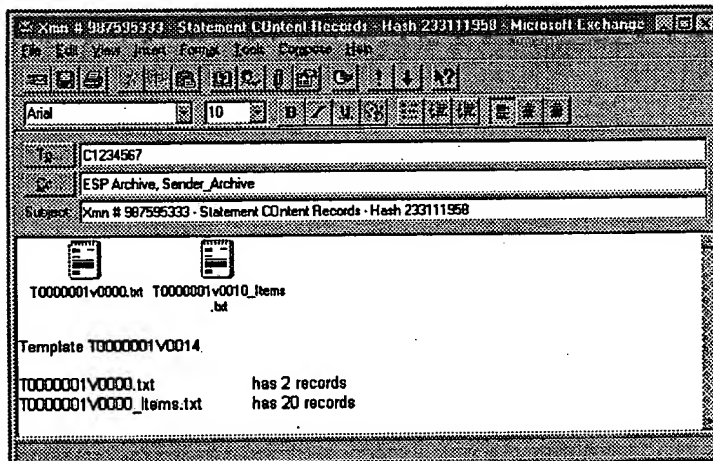 Xmn # 987595333 - Statement COntent Records - Hash 233111958 - Microsoft Exchange
File Edit View Insert Format Tools Compose Help
Arial 10 B I U
To... C1234567
Cc... ESP Archive, Sender_Archive
Subject: Xmn # 987595333 - Statement COntent Records - Hash 233111958
T0000001v0000.txt T0000001v0010_Items
.txt
Template T0000001V0014
T0000001V0000.txt has 2 records
T0000001V0000_Items.txt has 20 records